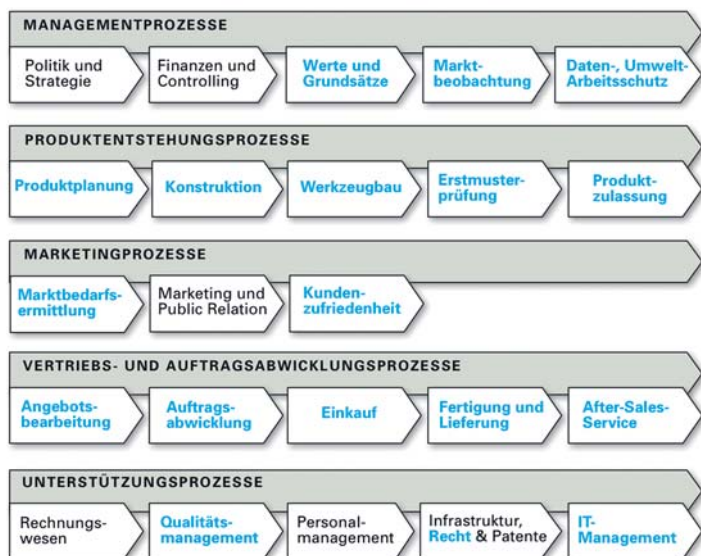 MANAGEMENTPROZESSE
Politik und
Strategie
Finanzen und
Controlling
Werte und
Grundsätze
Markt-
beobachtung
Daten-, Umwelt-
Arbeitsschutz
PRODUKTENTSTEHUNGSPROZESSE
Produktplanung
Konstruktion
Werkzeugbau
Erstmuster-
prüfung
Produkt-
zulassung
MARKETINGPROZESSE
Marktbedarfs-
ermittlung
Marketing und
Public Relation
Kunden-
zufriedenheit
VERTRIEBS- UND AUFTRAGSABWICKLUNGSPROZESSE
Angebots-
bearbeitung
Auftrags-
abwicklung
Einkauf
Fertigung und
Lieferung
After-Sales-
Service
UNTERSTÜTZUNGSPROZESSE
Rechnungs-
wesen
Qualitäts-
management
Personal-
management
Infrastruktur,
Recht & Patente
IT-
Management